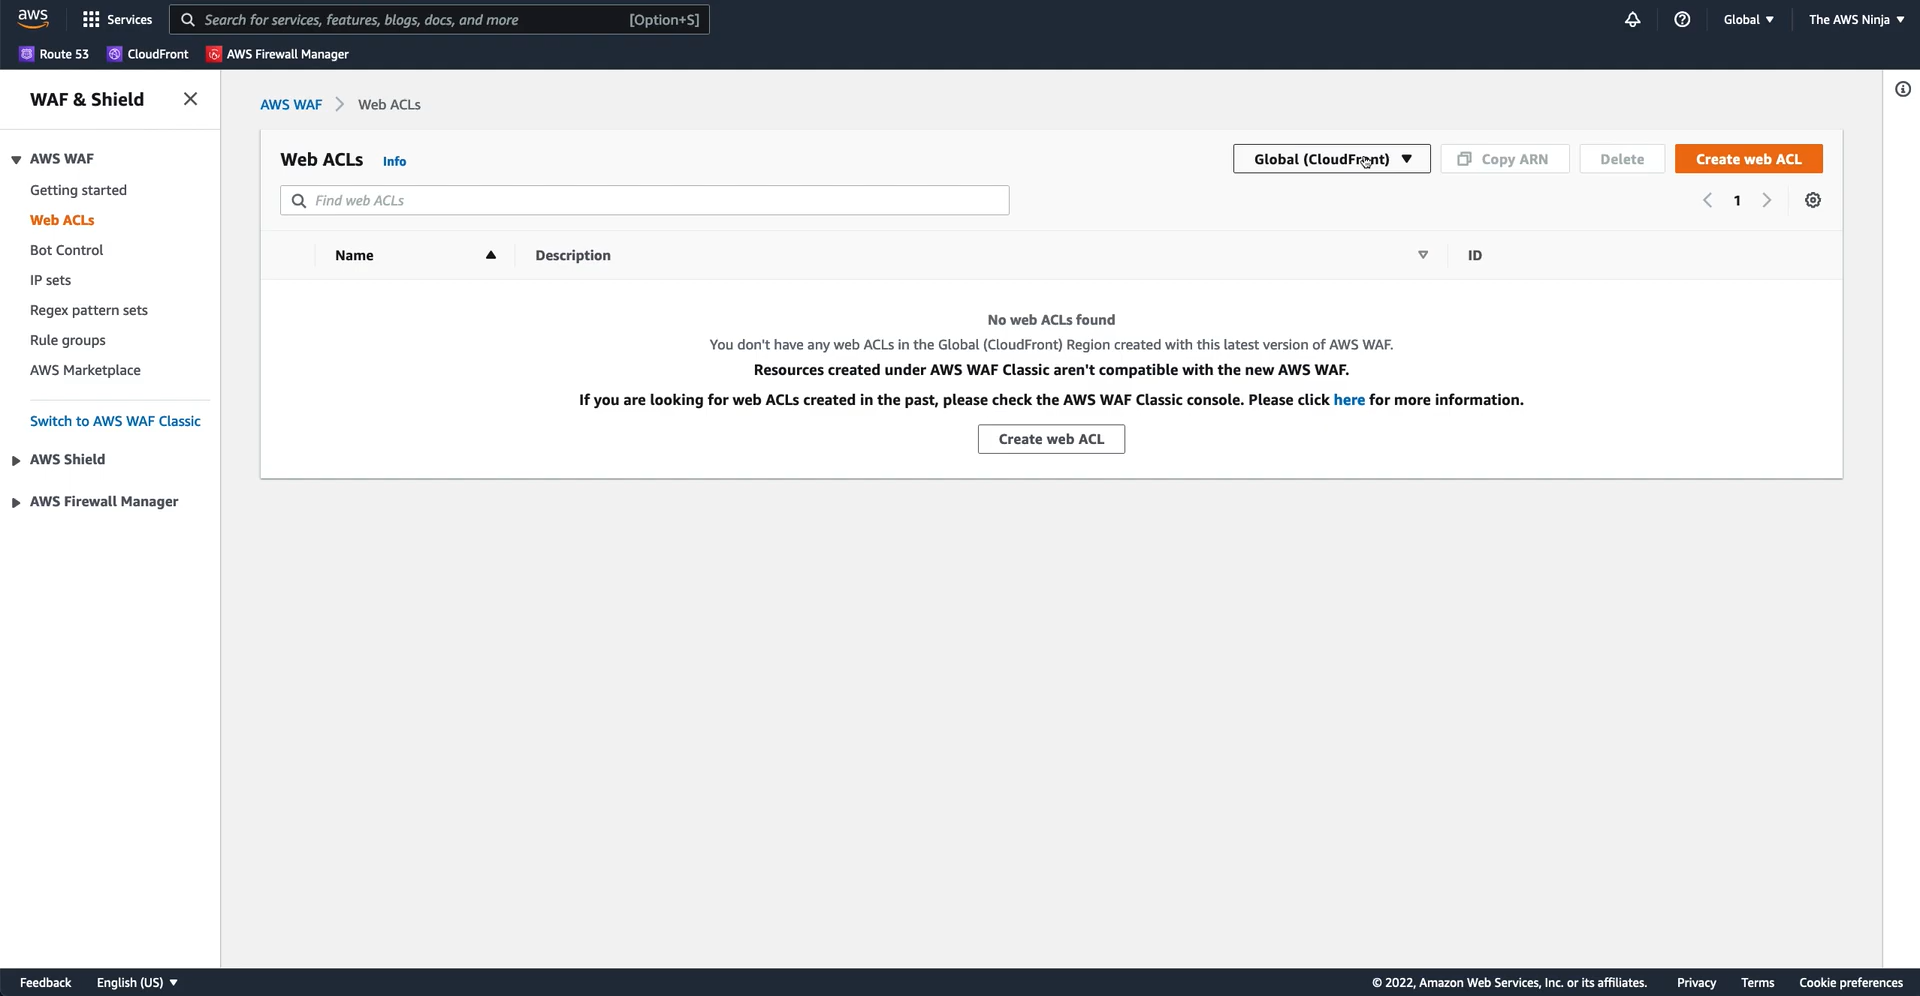 aws
Services
Search for services, features, blogs, docs, and more
[Option+S]
Global
The AWS Ninja
Route 53
CloudFront
AWS Firewall Manager
WAF & Shield
AWS WAF
Getting started
Web ACLs
Bot Control
IP sets
Regex pattern sets
Rule groups
AWS Marketplace
Switch to AWS WAF Classic
AWS Shield
AWS Firewall Manager
AWS WAF
Web ACLs
Web ACLs
Info
Global (CloudFront)
Copy ARN
Delete
Create web ACL
Find web ACLs
1
Name
Description
ID
No web ACLs found
You don't have any web ACLs in the Global (CloudFront) Region created with this latest version of AWS WAF.
Resources created under AWS WAF Classic aren't compatible with the new AWS WAF.
If you are looking for web ACLs created in the past, please check the AWS WAF Classic console. Please click here for more information.
Create web ACL
Feedback
English (US)
© 2022, Amazon Web Services, Inc. or its affiliates.
Privacy
Terms
Cookie preferences